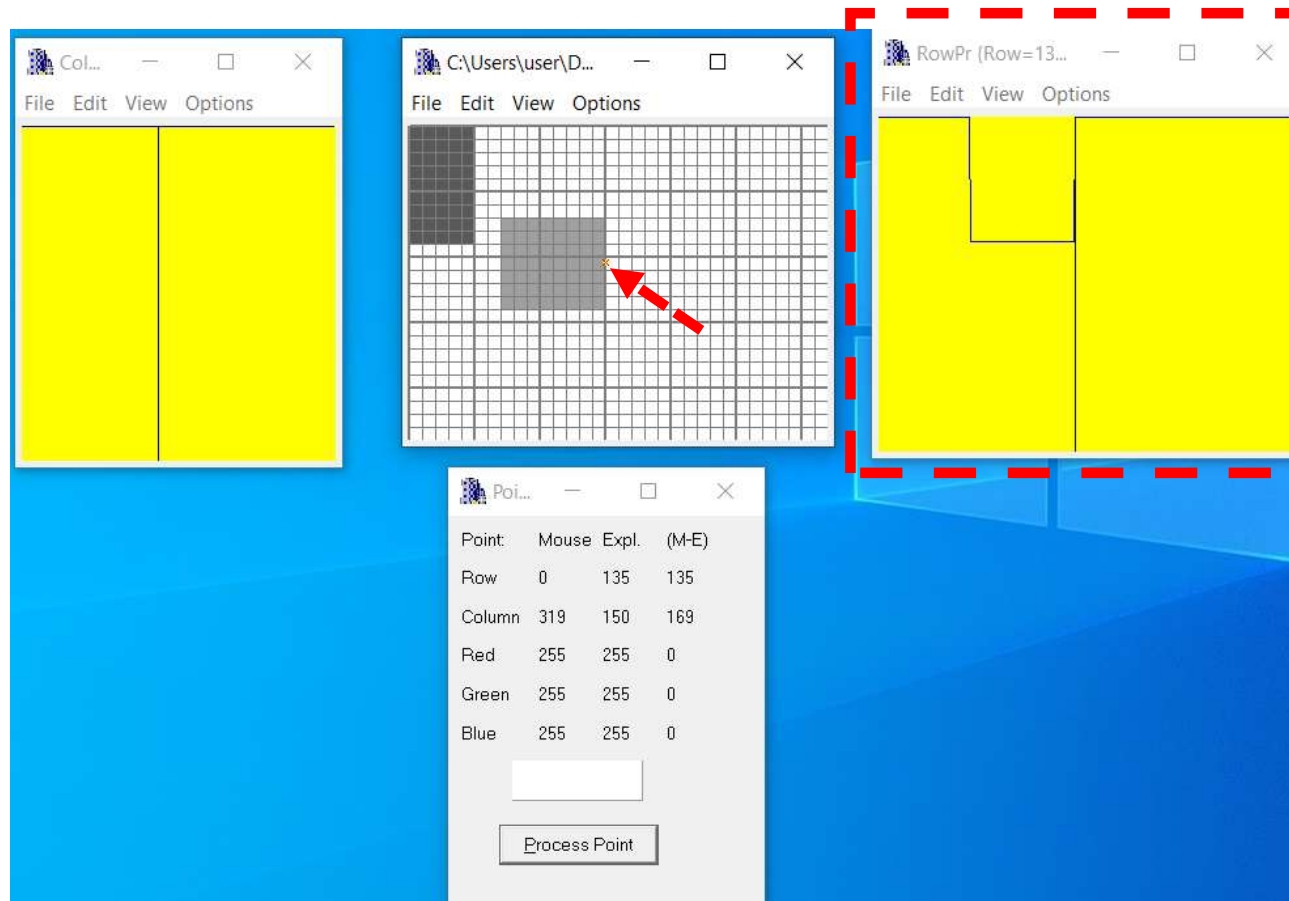 Col...
File Edit View Options
C:\Users\user\D...
File Edit View Options
RowPr (Row=13...
File Edit View Options
Poi...
Point: Mouse Expl. (M-E)
Row 0 135 135
Column 319 150 169
Red 255 255 0
Green 255 255 0
Blue 255 255 0
Process Point